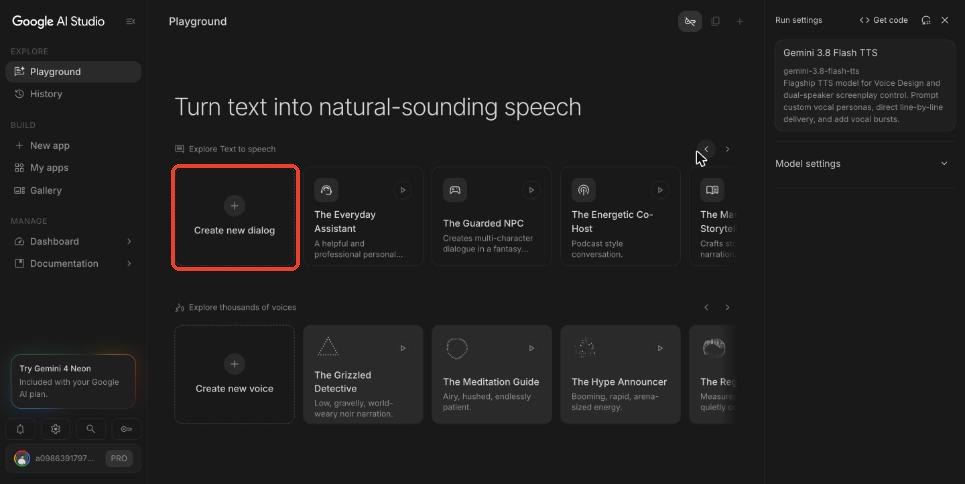 Google AI Studio
EXPLORE
Playground
History
BUILD
New app
My apps
Gallery
MANAGE
Dashboard
Documentation
Try Gemini 4 Neon
Included with your Google
AI plan.
a0986391797...
PRO
Playground
Turn text into natural-sounding speech
Explore Text to speech
Create new dialog
The Everyday
Assistant
A helpful and
professional personal...
The Guarded NPC
Creates multi-character
dialogue in a fantasy...
The Energetic Co-
Host
Podcast style
conversation.
The
Crafts
narration.
Explore thousands of voices
Create new voice
The Grizzled
Detective
Low, gravelly, world-
weary noir narration.
The Meditation Guide
Airy, hushed, endlessly
patient.
The Hype Announcer
Booming, rapid, arena-
sized energy.
The
quietly
Run settings
Get code
Gemini 3.8 Flash TTS
gemini-3.8-flash-tts
Flagship TTS model for Voice Design and
dual-speaker screenplay control. Prompt
custom vocal personas, direct line-by-line
delivery, and add vocal bursts.
Model settings